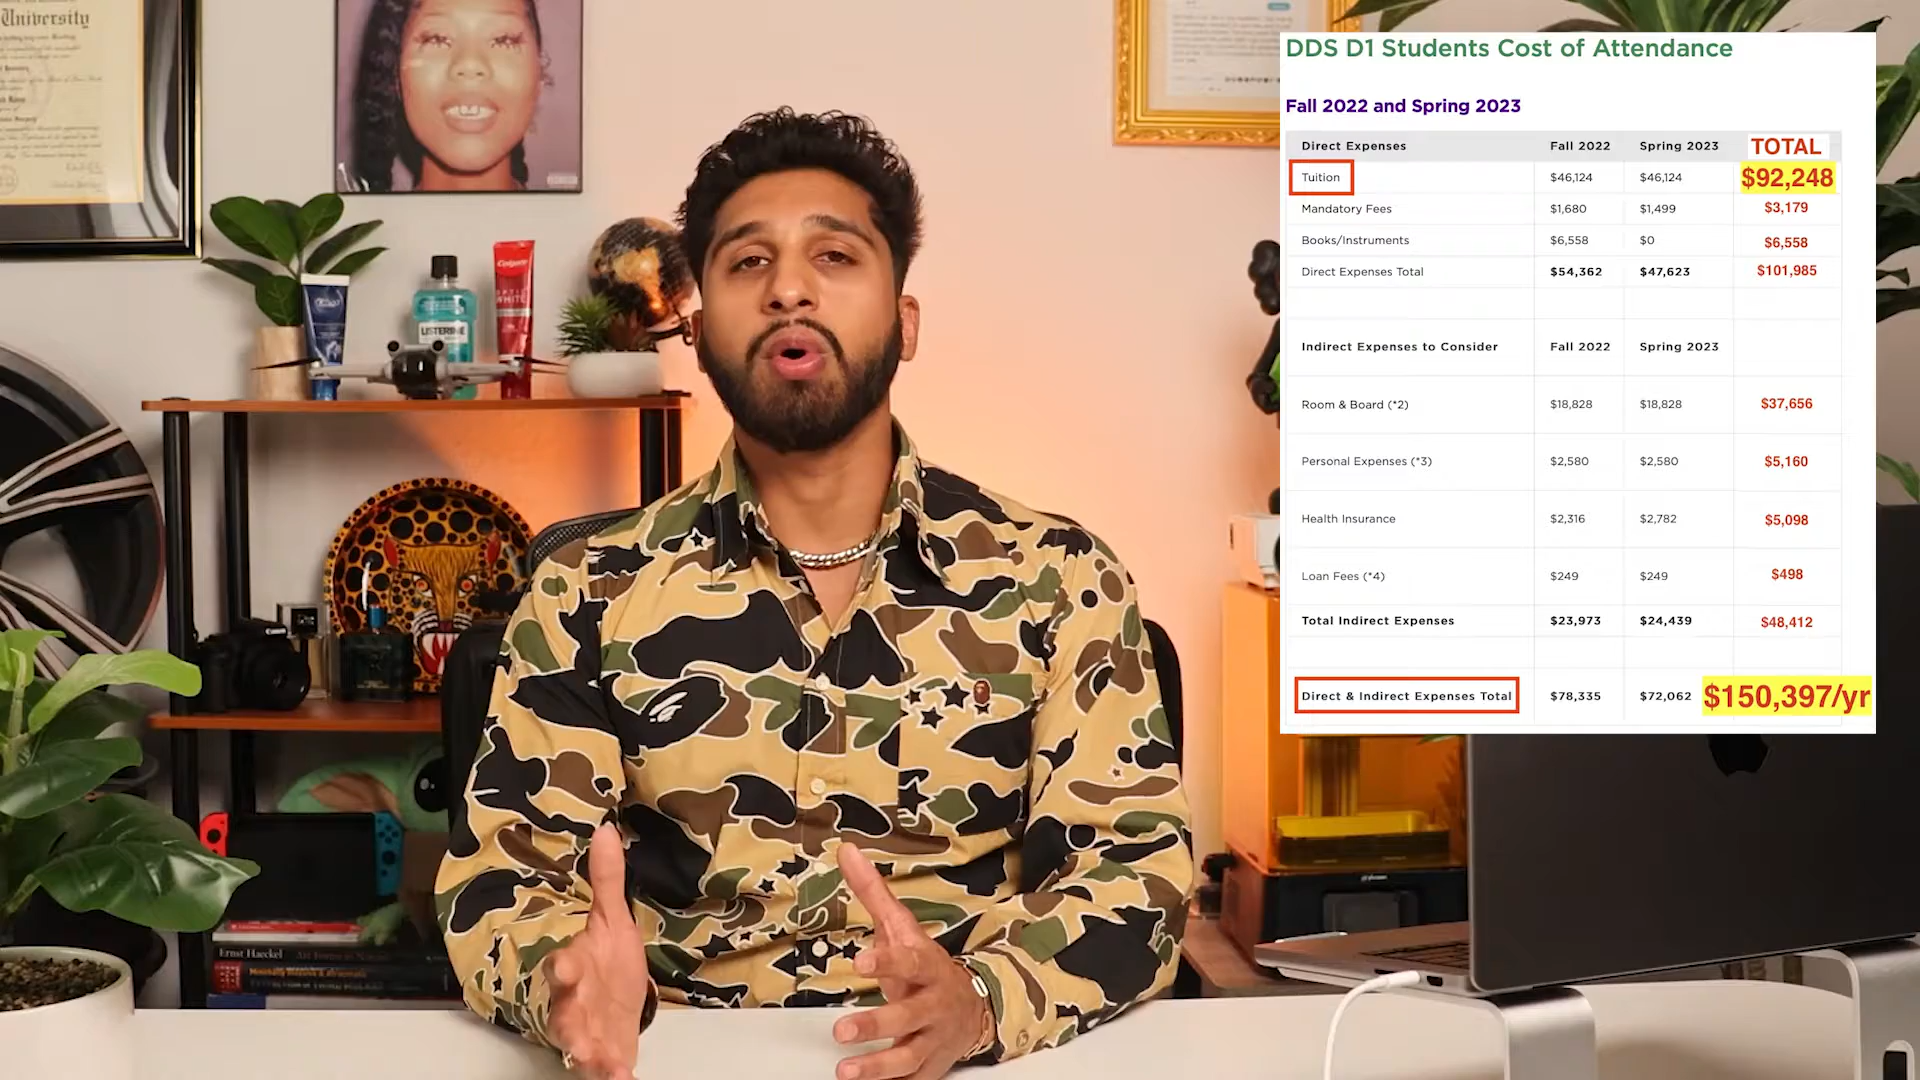 University
DDS D1 Students Cost of Attendance
Fall 2022 and Spring 2023
Direct Expenses Fall 2022 Spring 2023 TOTAL
Tuition $46,124 $46,124 $92,248
Mandatory Fees $1,680 $1,499 $3,179
Books/Instruments $6,558 $0 $6,558
Direct Expenses Total $54,362 $47,623 $101,985
Indirect Expenses to Consider Fall 2022 Spring 2023
Room & Board (*2) $18,828 $18,828 $37,656
Personal Expenses (*3) $2,580 $2,580 $5,160
Health Insurance $2,316 $2,782 $5,098
Loan Fees (*4) $249 $249 $498
Total Indirect Expenses $23,973 $24,439 $48,412
Direct & Indirect Expenses Total $78,335 $72,062 $150,397/yr
Colgate
OPTIC
WHITE
LISTERINE
Canon
Ernst Haeckel